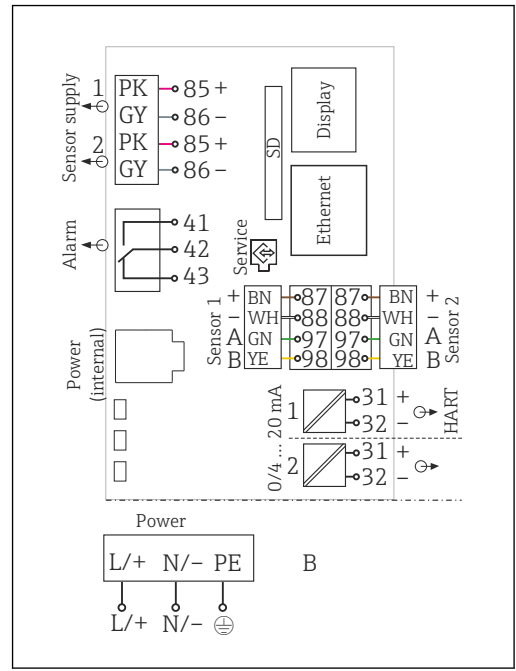 Sensor supply
1 PK 85 +
GY 86 –
2 PK 85 +
GY 86 –
SD
Display
Ethernet
Alarm
41
42
43
Service
Power
(internal)
Sensor 1
+ BN 87 87 BN +
– WH 88 88 WH –
A GN 97 97 GN A
B YE 98 98 YE B
Sensor 2
0/4 ... 20 mA
1 31 +
32 –
HART
2 31 +
32 –
Power
L/+ N/– PE
B
L/+ N/–